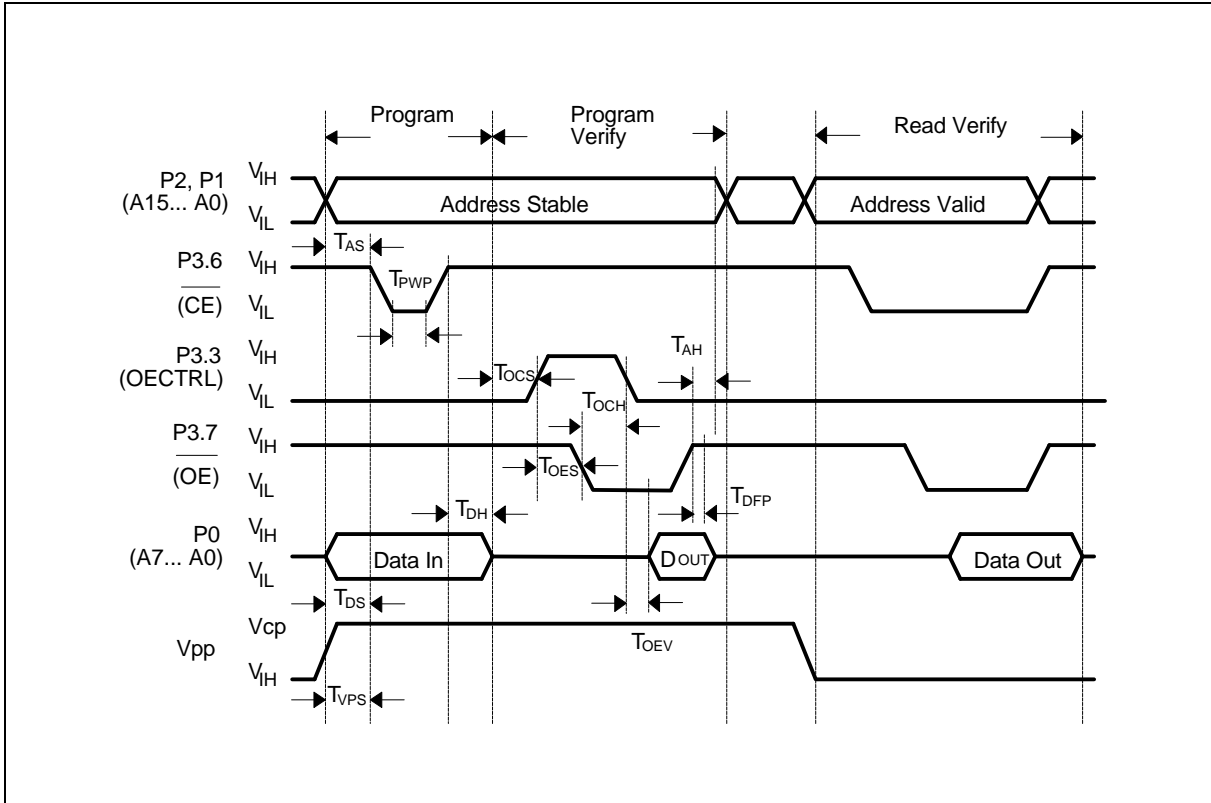 Program
Program
Verify
Read Verify
P2, P1
(A15... A0)
VIH
VIL
Address Stable
Address Valid
TAS
P3.6
(CE)
VIH
VIL
TPWP
P3.3
(OECTRL)
VIH
VIL
TOCS
TAH
TOCH
P3.7
(OE)
VIH
VIL
TOES
TDFP
TDH
P0
(A7... A0)
VIH
VIL
Data In
DOUT
Data Out
TDS
TOEV
Vpp
Vcp
VIH
TVPS